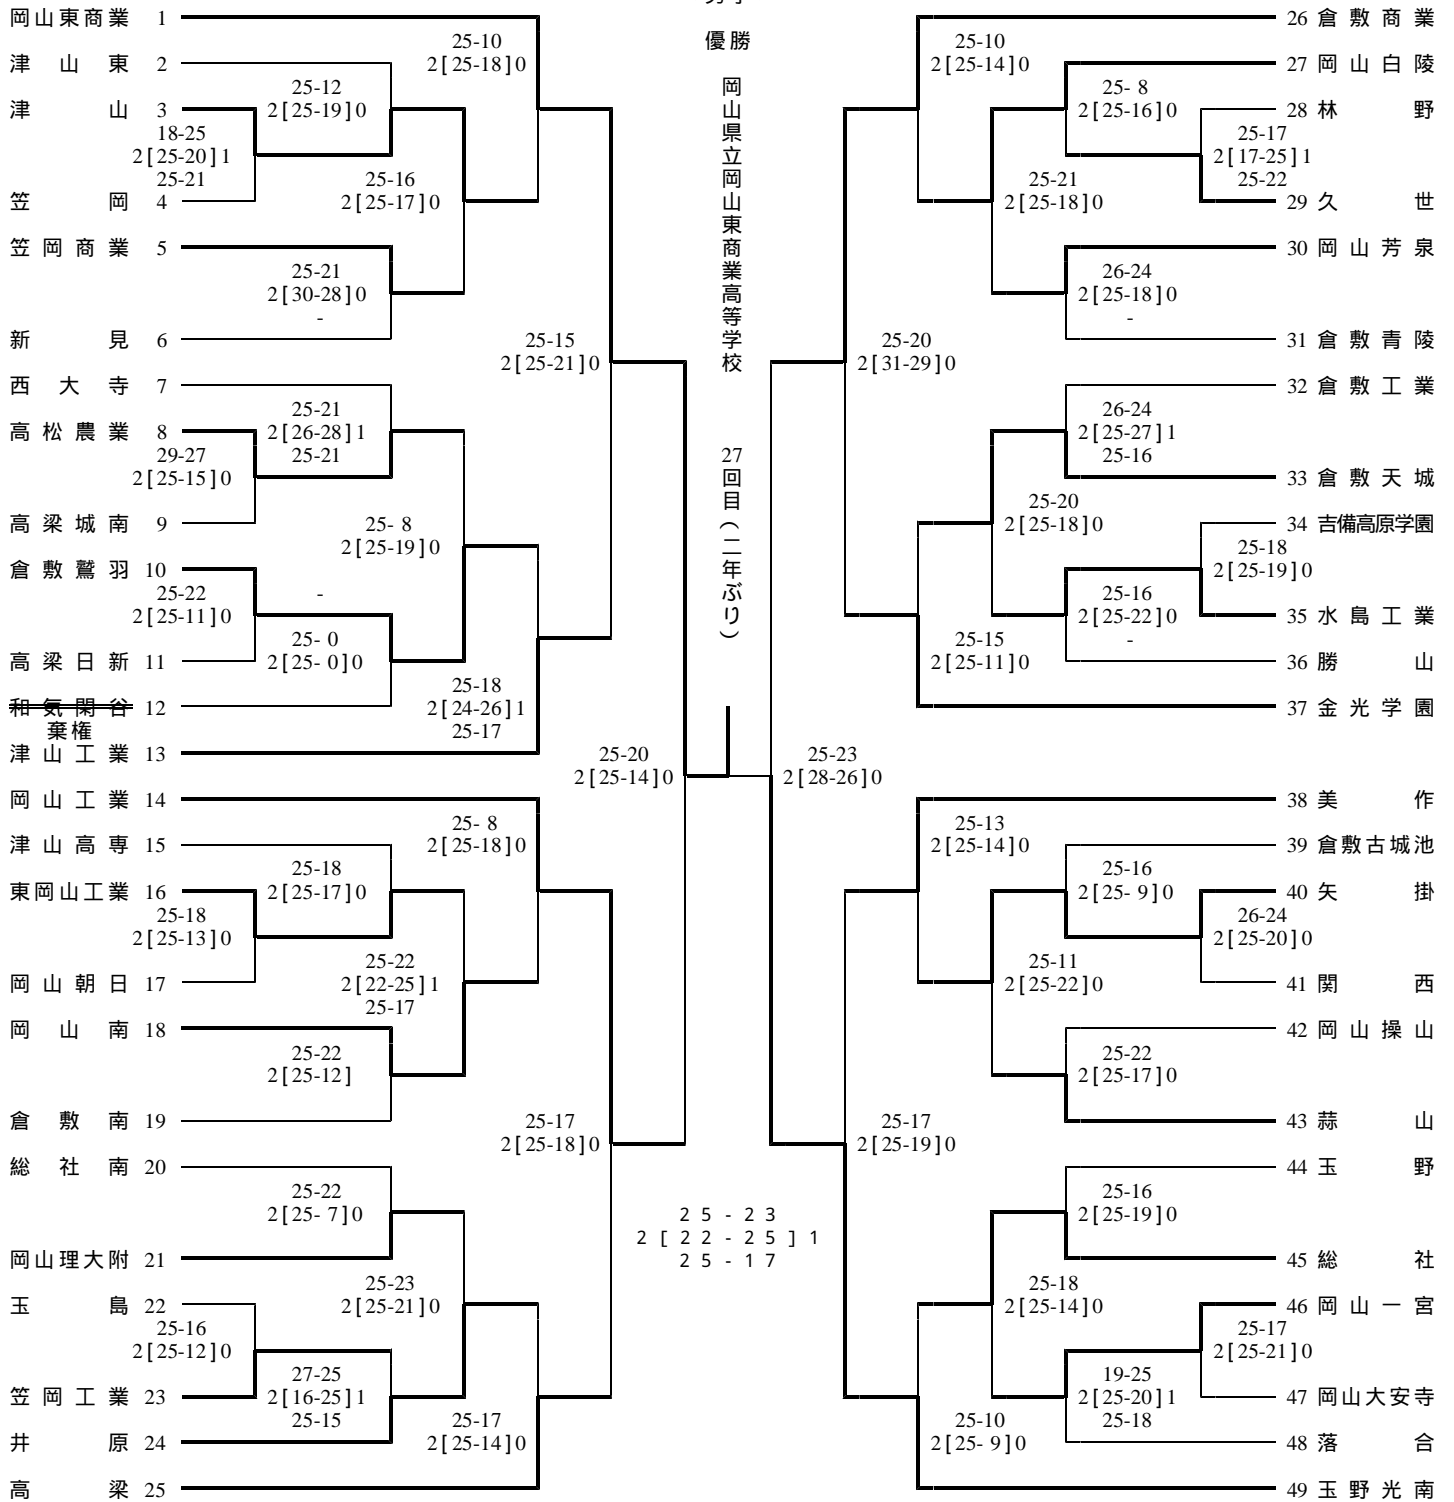 優勝
岡山県立岡山東商業高等学校
27回目(二年ぶり)
岡山東商業 1
津山東 2
津山 3
笠岡 4
笠岡商業 5
新見 6
西大寺 7
高松農業 8
高梁城南 9
倉敷鷲羽 10
高梁日新 11
和気閑谷 12
棄権
津山工業 13
岡山工業 14
津山高専 15
東岡山工業 16
岡山朝日 17
岡山南 18
倉敷南 19
総社南 20
岡山理大附 21
玉島 22
笠岡工業 23
井原 24
高梁 25
18-25
2[25-20]1
25-21
29-27
2[25-15]0
25-22
2[25-11]0
25-18
2[25-13]0
25-16
2[25-12]0
25-12
2[25-19]0
25-21
2[30-28]0
-
25-21
2[26-28]1
25-21
-
25- 0
2[25- 0]0
25-18
2[25-17]0
25-22
2[25-12]
25-22
2[25- 7]0
27-25
2[16-25]1
25-15
25-16
2[25-17]0
25- 8
2[25-19]0
25-22
2[22-25]1
25-17
25-23
2[25-21]0
25-10
2[25-18]0
25-18
2[24-26]1
25-17
25- 8
2[25-18]0
25-17
2[25-14]0
25-15
2[25-21]0
25-17
2[25-18]0
25-20
2[25-14]0
25-23
2[22-25]1
25-17
25-23
2[28-26]0
25-20
2[31-29]0
25-17
2[25-19]0
25-10
2[25-14]0
25-15
2[25-11]0
25-13
2[25-14]0
25-10
2[25- 9]0
25-21
2[25-18]0
25-20
2[25-18]0
25-11
2[25-22]0
25-18
2[25-14]0
25- 8
2[25-16]0
26-24
2[25-18]0
-
26-24
2[25-27]1
25-16
25-16
2[25-22]0
-
25-16
2[25- 9]0
25-22
2[25-17]0
25-16
2[25-19]0
19-25
2[25-20]1
25-18
25-17
2[17-25]1
25-22
25-18
2[25-19]0
26-24
2[25-20]0
25-17
2[25-21]0
26 倉敷商業
27 岡山白陵
28 林野
29 久世
30 岡山芳泉
31 倉敷青陵
32 倉敷工業
33 倉敷天城
34 吉備高原学園
35 水島工業
36 勝山
37 金光学園
38 美作
39 倉敷古城池
40 矢掛
41 関西
42 岡山操山
43 蒜山
44 玉野
45 総社
46 岡山一宮
47 岡山大安寺
48 落合
49 玉野光南